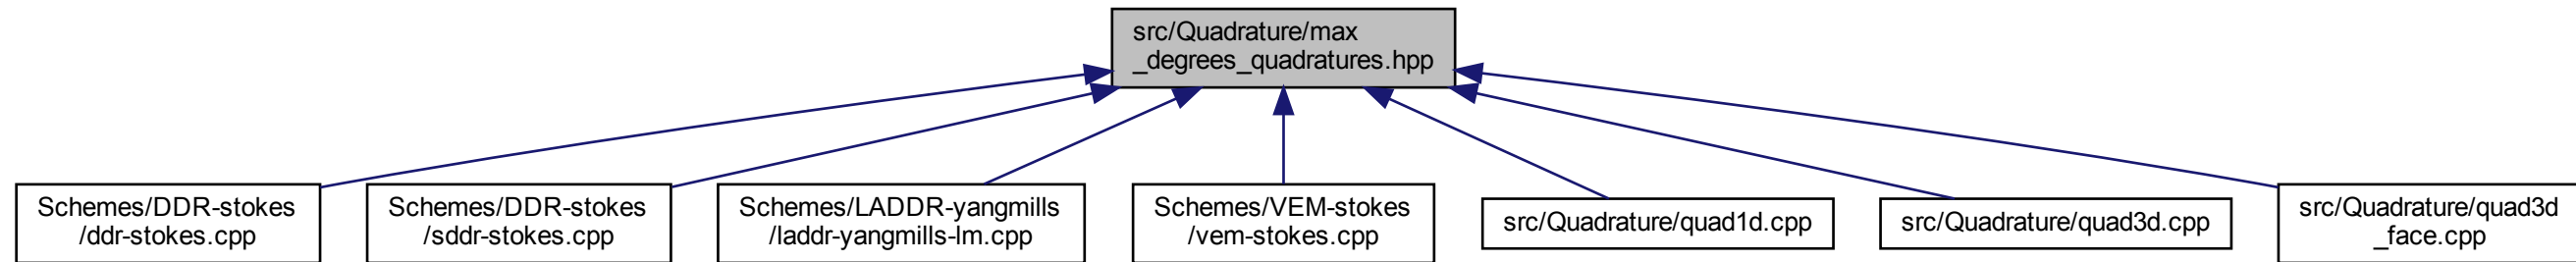 src/Quadrature/max
_degrees_quadratures.hpp
Schemes/DDR-stokes
/ddr-stokes.cpp
Schemes/DDR-stokes
/sddr-stokes.cpp
Schemes/LADDR-yangmills
/laddr-yangmills-lm.cpp
Schemes/VEM-stokes
/vem-stokes.cpp
src/Quadrature/quad1d.cpp
src/Quadrature/quad3d.cpp
src/Quadrature/quad3d
_face.cpp